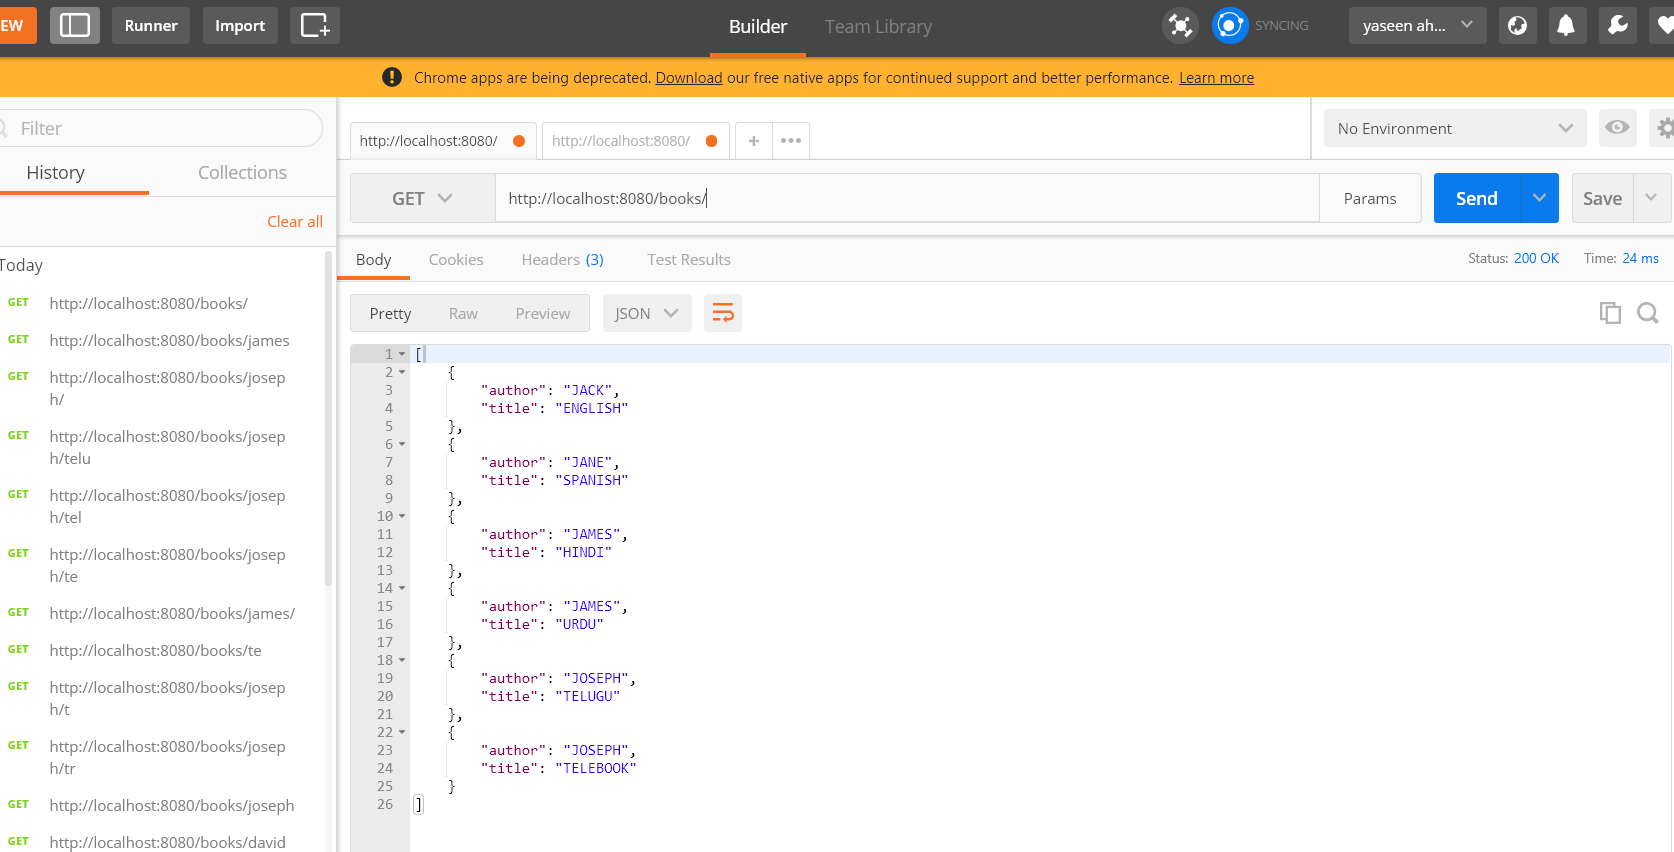 EW Runner Import Builder Team Library SYNCING yaseen ah...
! Chrome apps are being deprecated. Download our free native apps for continued support and better performance. Learn more
Filter
History Collections
Clear all
Today
GET http://localhost:8080/books/
GET http://localhost:8080/books/james
GET http://localhost:8080/books/josep
h/
GET http://localhost:8080/books/josep
h/telu
GET http://localhost:8080/books/josep
h/tel
GET http://localhost:8080/books/josep
h/te
GET http://localhost:8080/books/james/
GET http://localhost:8080/books/te
GET http://localhost:8080/books/josep
h/t
GET http://localhost:8080/books/josep
h/tr
GET http://localhost:8080/books/joseph
GET http://localhost:8080/books/david
http://localhost:8080/ http://localhost:8080/ + ••• No Environment
GET http://localhost:8080/books/ Params Send Save
Body Cookies Headers (3) Test Results Status: 200 OK Time: 24 ms
Pretty Raw Preview JSON
1 [
2 {
3 "author": "JACK",
4 "title": "ENGLISH"
5 },
6 {
7 "author": "JANE",
8 "title": "SPANISH"
9 },
10 {
11 "author": "JAMES",
12 "title": "HINDI"
13 },
14 {
15 "author": "JAMES",
16 "title": "URDU"
17 },
18 {
19 "author": "JOSEPH",
20 "title": "TELUGU"
21 },
22 {
23 "author": "JOSEPH",
24 "title": "TELEBOOK"
25 }
26 ]